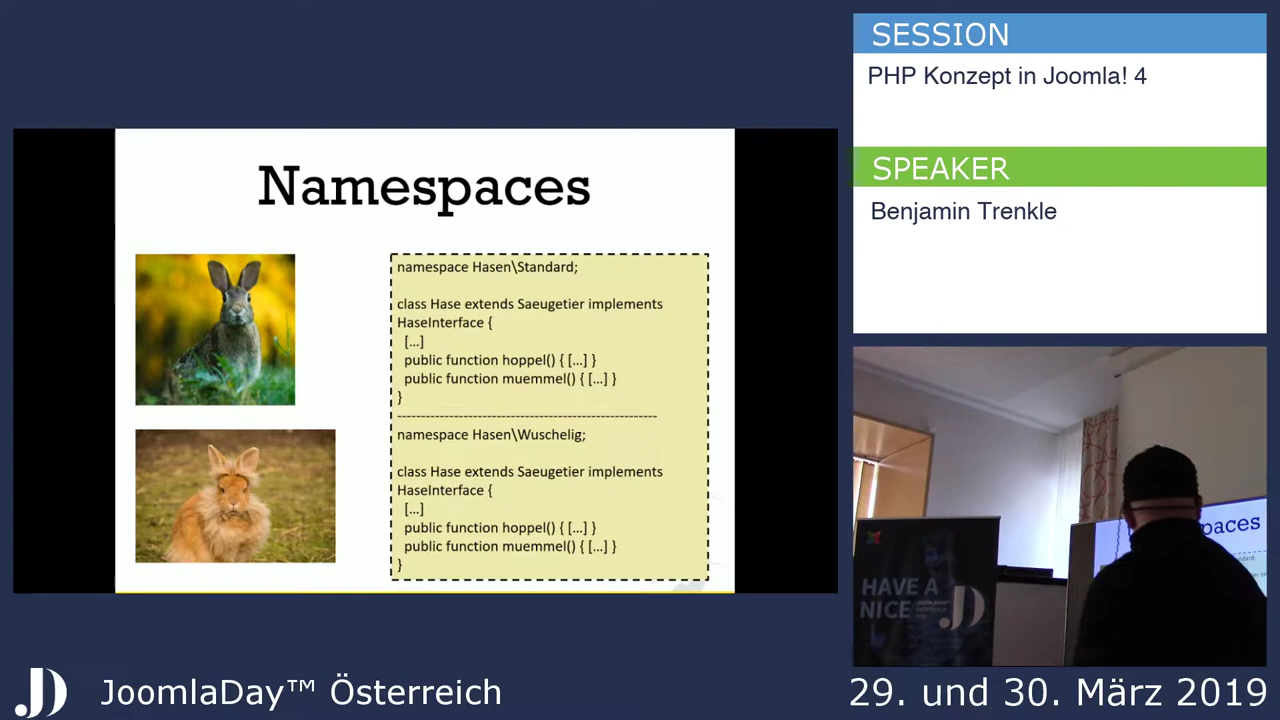 SESSION
PHP Konzept in Joomla! 4
SPEAKER
Benjamin Trenkle
Namespaces
namespace Hasen\Standard;
class Hase extends Saeugetier implements
HaseInterface {
[...]
public function hoppel() { [...] }
public function muemmel() { [...] }
}
-------------------------------------------------------
namespace Hasen\Wuschelig;
class Hase extends Saeugetier implements
HaseInterface {
[...]
public function hoppel() { [...] }
public function muemmel() { [...] }
}
HAVE A
NICE JD
paces
JD JoomlaDay™ Österreich
29. und 30. März 2019